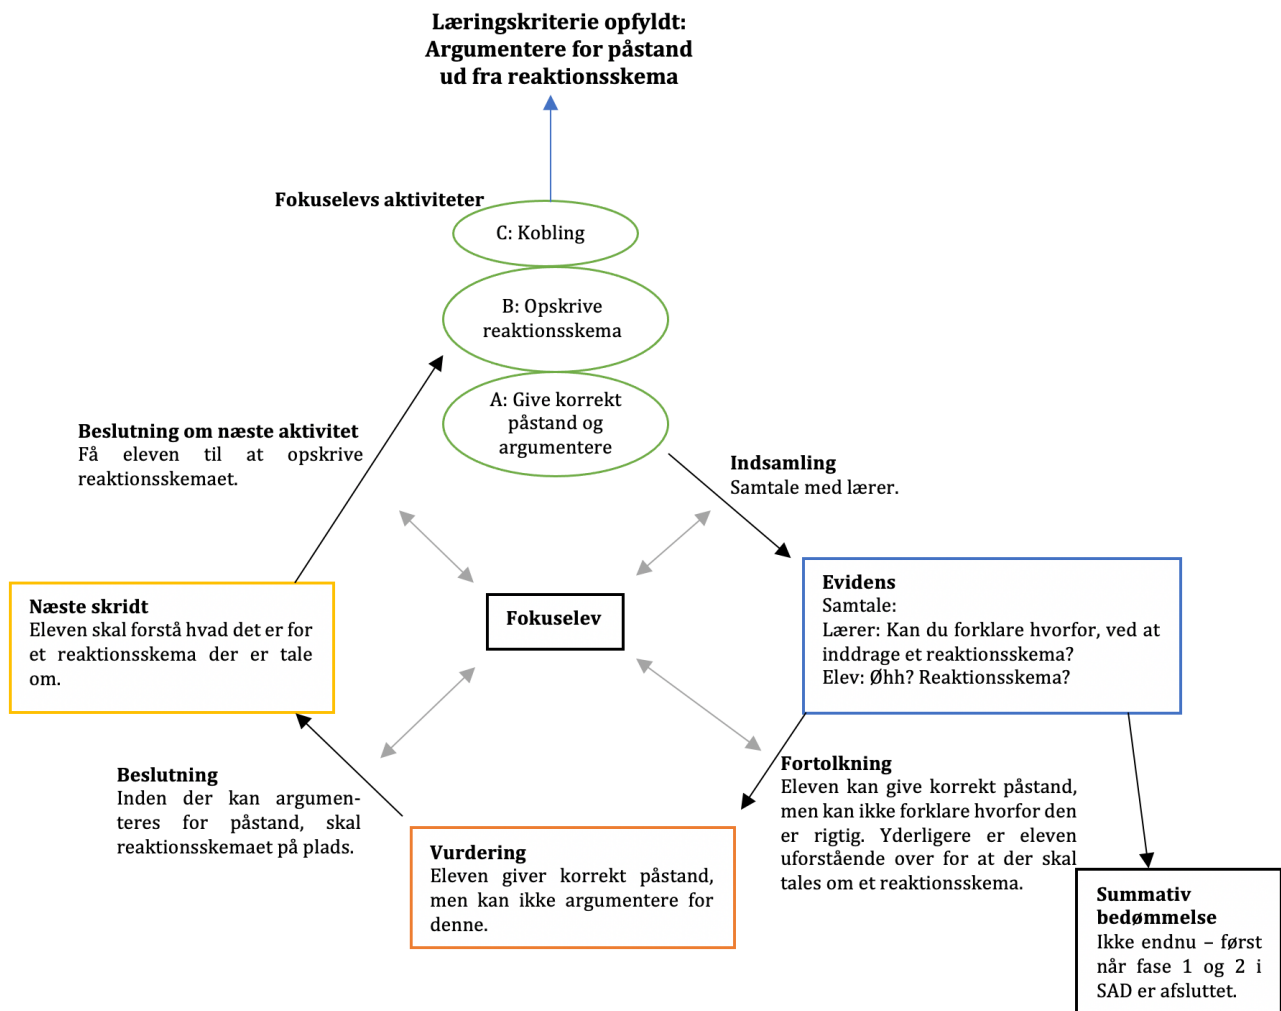 Læringskriterie opfyldt:
Argumentere for påstand
ud fra reaktionsskema
Fokuselevs aktiviteter
C: Kobling
B: Opskrive
reaktionsskema
A: Give korrekt
påstand og
argumentere
Beslutning om næste aktivitet
Få eleven til at opskrive
reaktionsskemaet.
Indsamling
Samtale med lærer.
Evidens
Samtale:
Lærer: Kan du forklare hvorfor, ved at
inddrage et reaktionsskema?
Elev: Øhh? Reaktionsskema?
Næste skridt
Eleven skal forstå hvad det er for
et reaktionsskema der er tale
om.
Fokuselev
Beslutning
Inden der kan argumen-
teres for påstand, skal
reaktionsskemaet på plads.
Fortolkning
Eleven kan give korrekt påstand,
men kan ikke forklare hvorfor den
er rigtig. Yderligere er eleven
uforstående over for at der skal
tales om et reaktionsskema.
Vurdering
Eleven giver korrekt påstand,
men kan ikke argumentere for
denne.
Summativ
bedømmelse
Ikke endnu – først
når fase 1 og 2 i
SAD er afsluttet.